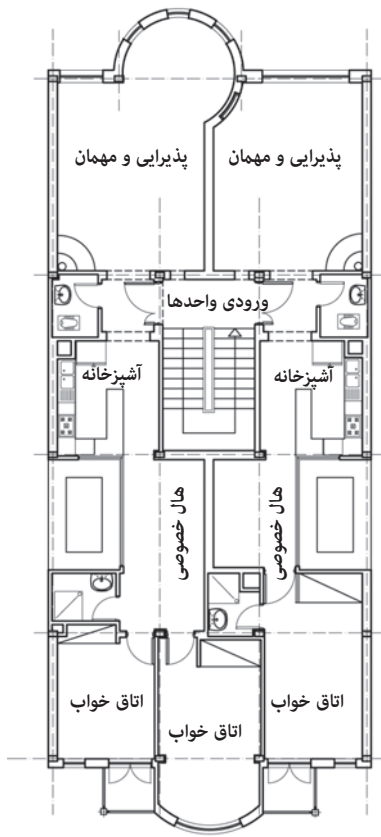 پذیرایی و مهمان
پذیرایی و مهمان
ورودی واحدها
آشپزخانه
آشپزخانه
هال خصوصی
هال خصوصی
اتاق خواب
اتاق خواب
اتاق خواب